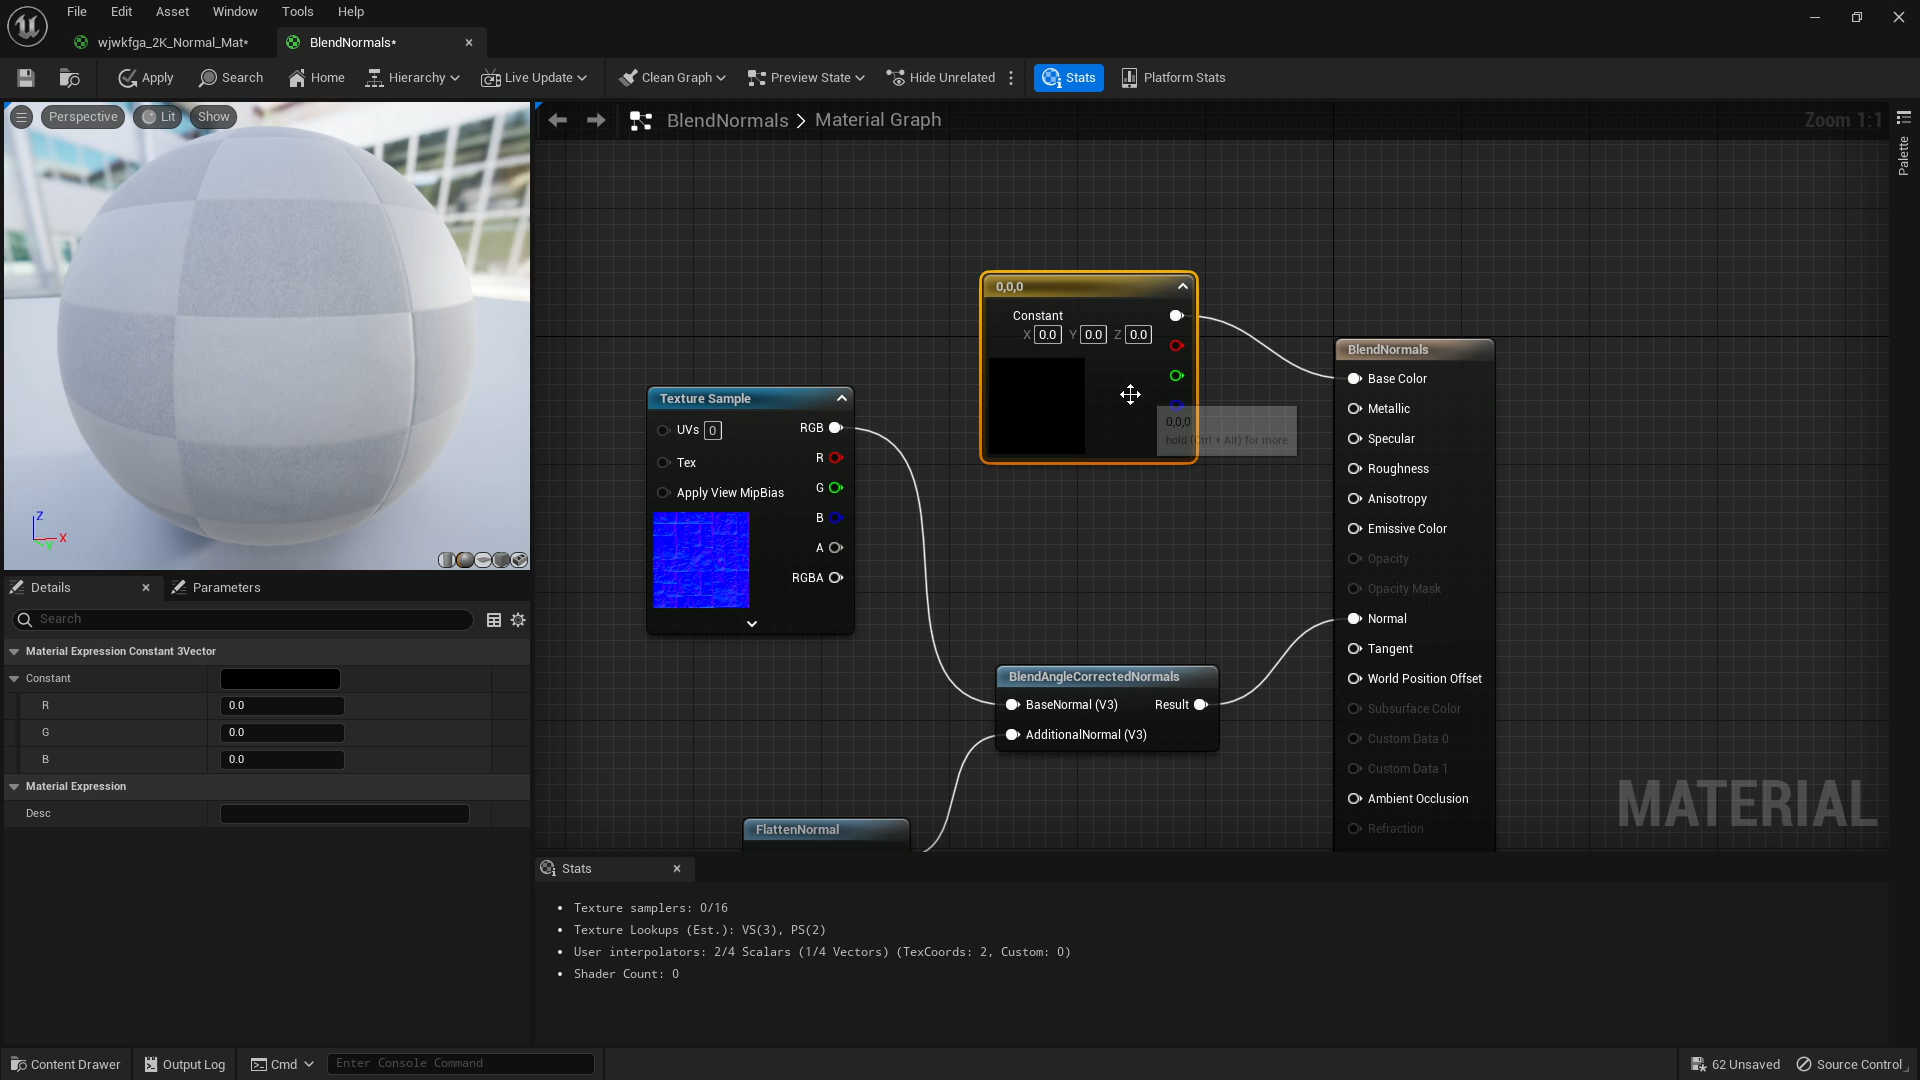 File Edit Asset Window Tools Help
wjwkfga_2K_Normal_Mat* BlendNormals*
Apply Search Home Hierarchy Live Update Clean Graph Preview State Hide Unrelated Stats Platform Stats
Perspective Lit Show
BlendNormals > Material Graph
Zoom 1:1
Palette
0,0,0
Constant
X 0.0 Y 0.0 Z 0.0
0,0,0
hold (Ctrl + Alt) for more
Texture Sample
UVs 0 RGB
R
Tex
G
Apply View MipBias
B
A
RGBA
BlendNormals
Base Color
Metallic
Specular
Roughness
Anisotropy
Emissive Color
Opacity
Opacity Mask
Normal
Tangent
World Position Offset
Subsurface Color
Custom Data 0
Custom Data 1
Ambient Occlusion
Refraction
BlendAngleCorrectedNormals
BaseNormal (V3) Result
AdditionalNormal (V3)
FlattenNormal
MATERIAL
Z
X
Y
Details Parameters
Search
Material Expression Constant 3Vector
Constant
R 0.0
G 0.0
B 0.0
Material Expression
Desc
Stats
• Texture samplers: 0/16
• Texture Lookups (Est.): VS(3), PS(2)
• User interpolators: 2/4 Scalars (1/4 Vectors) (TexCoords: 2, Custom: 0)
• Shader Count: 0
Content Drawer Output Log Cmd Enter Console Command 62 Unsaved Source Control